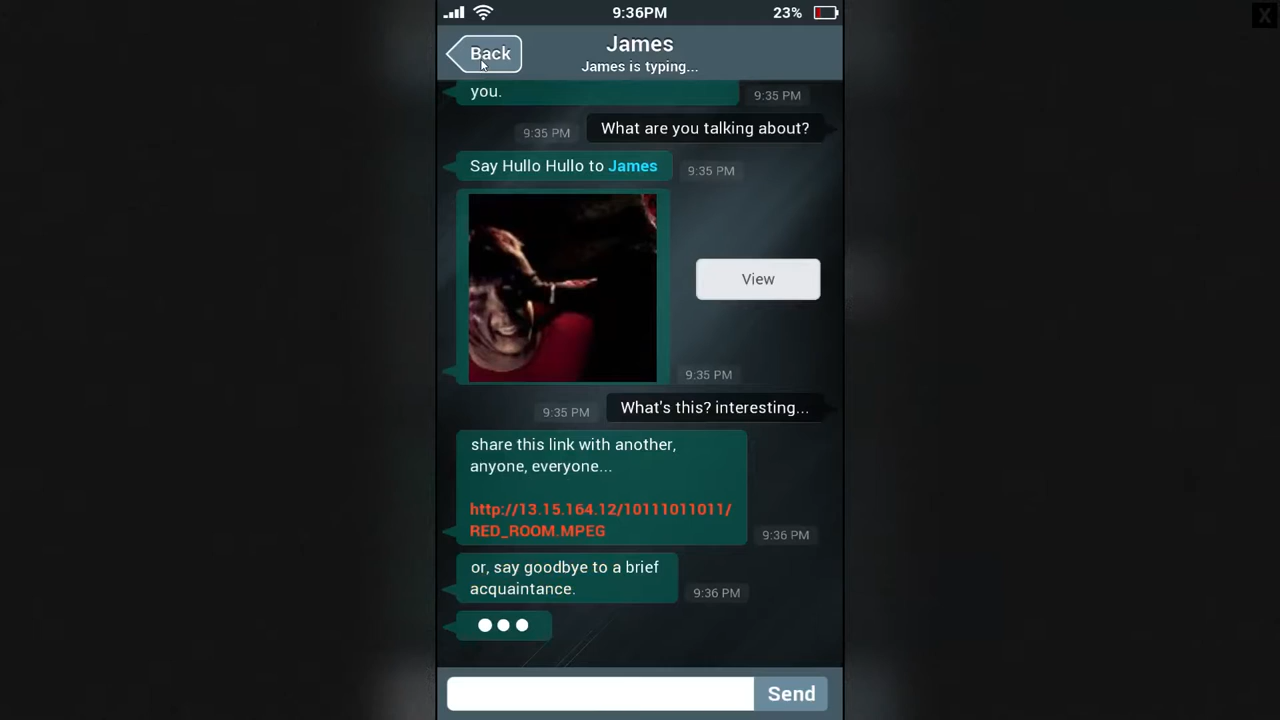 9:36PM
23%
X
Back
James
James is typing...
you.
9:35 PM
What are you talking about?
9:35 PM
Say Hullo Hullo to James
9:35 PM
View
9:35 PM
What's this? interesting...
9:35 PM
share this link with another,
anyone, everyone...
http://13.15.164.12/10111011011/
RED_ROOM.MPEG
9:36 PM
or, say goodbye to a brief
acquaintance.
9:36 PM
Send